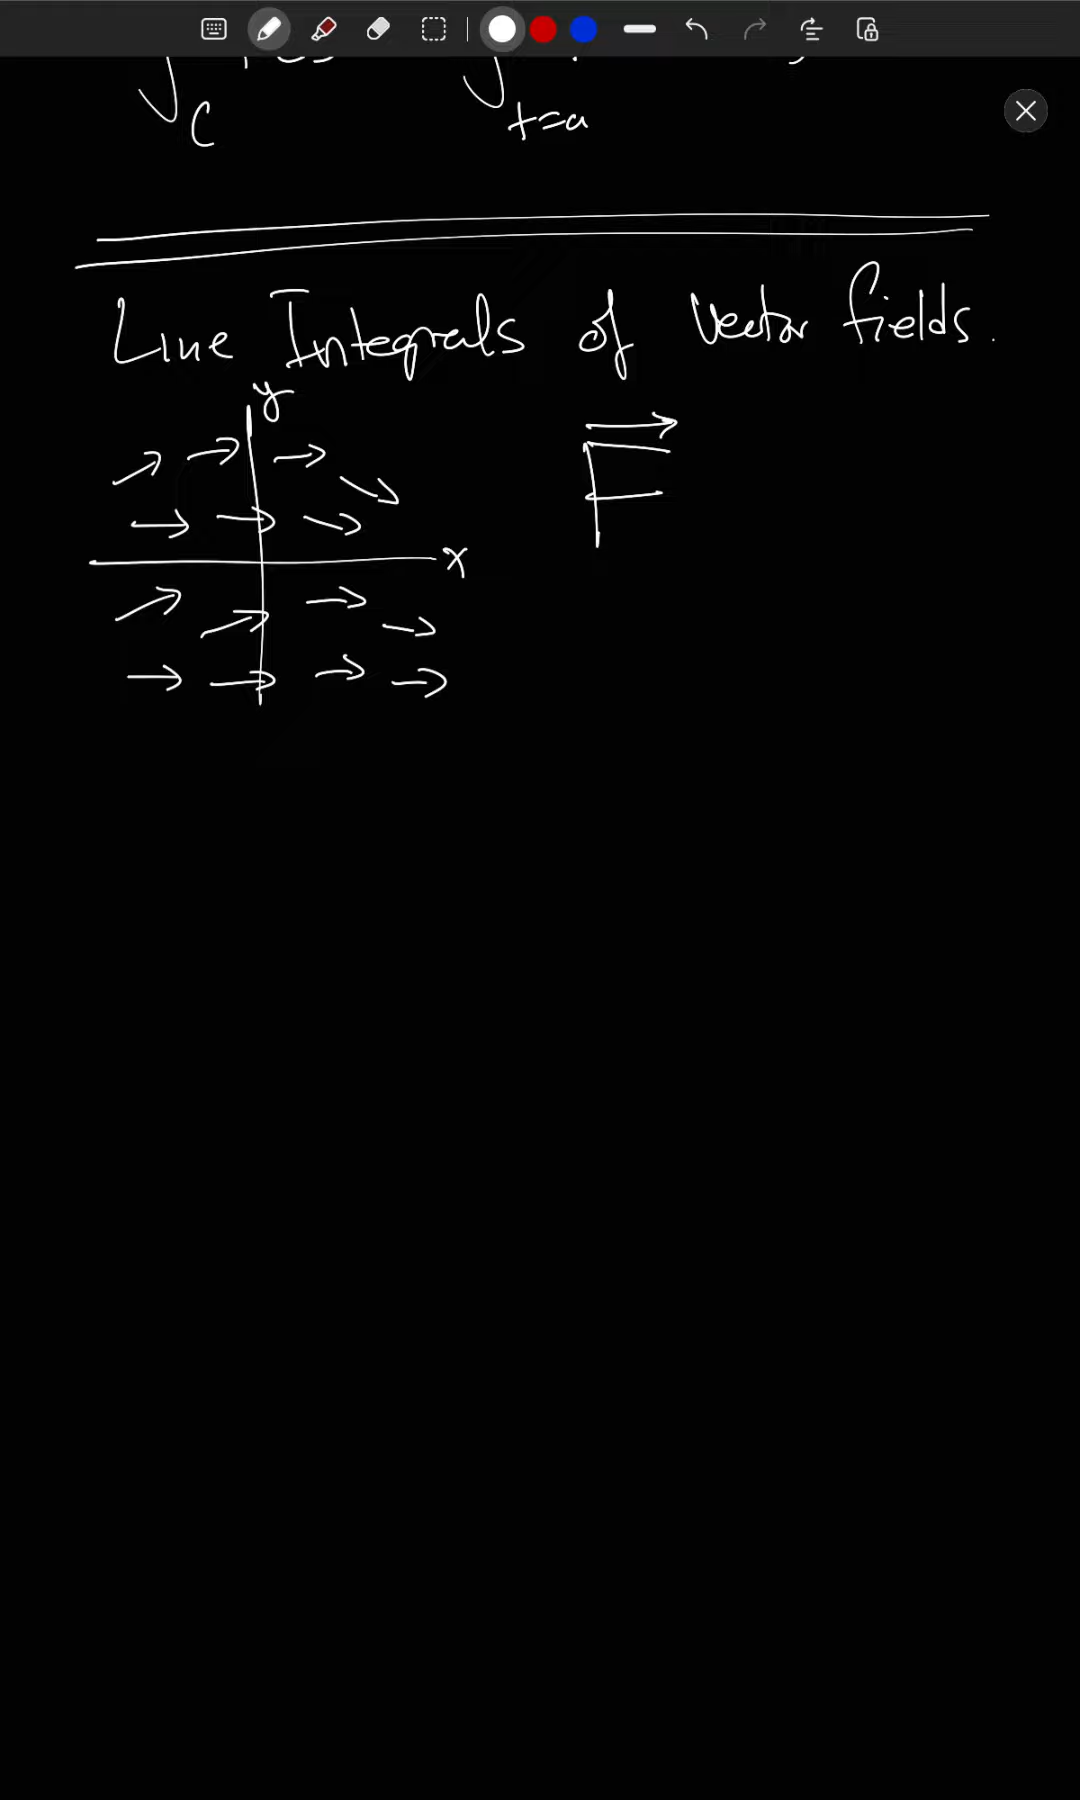 C
t=a
Line Integrals of Vector fields.
y
F
x